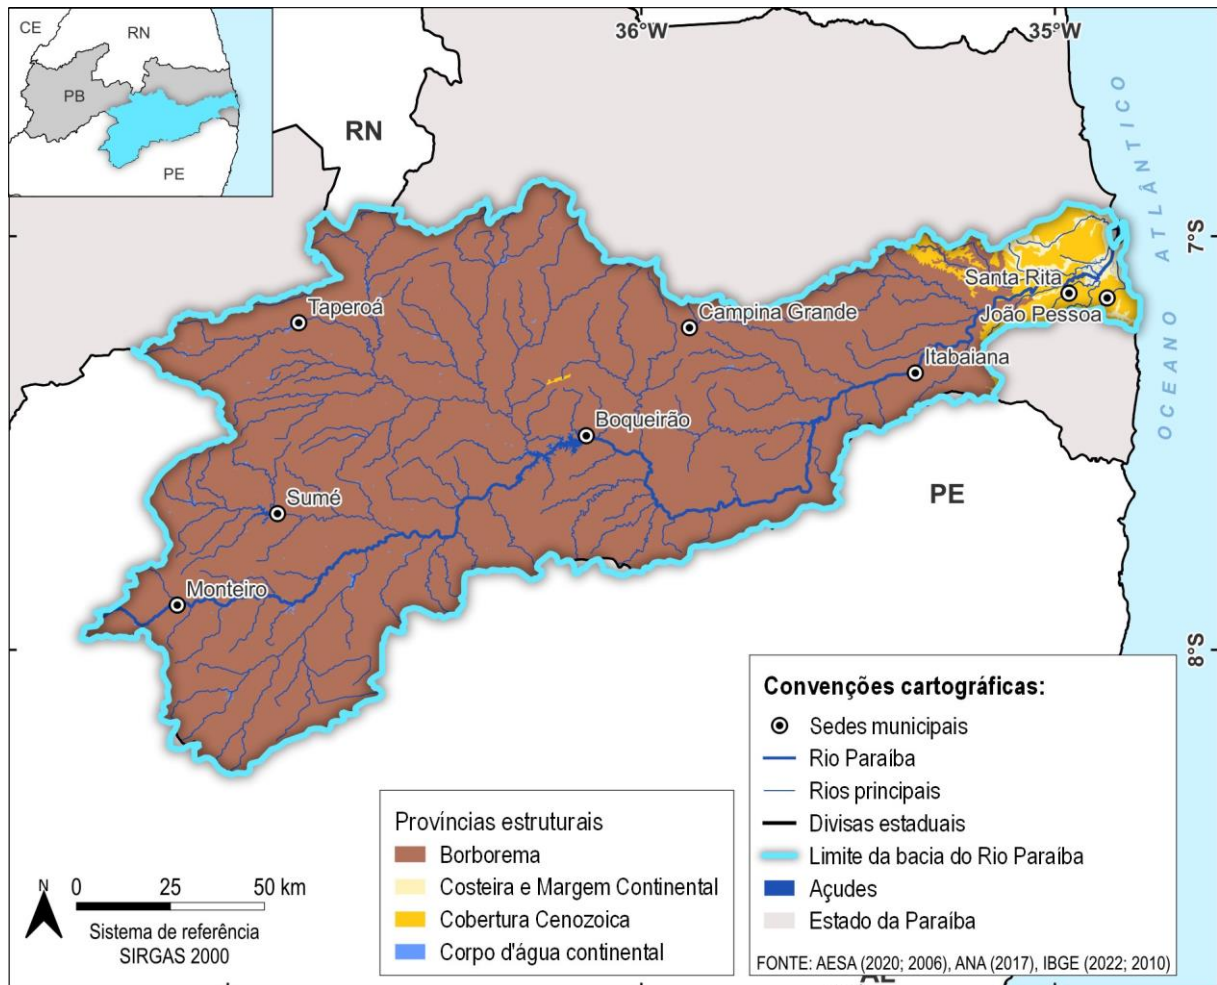 CE
RN
PB
PE
36°W
35°W
RN
OCEANO ATLÂNTICO
7°S
Santa Rita
João Pessoa
Taperoá
Campina Grande
Itabaiana
Boqueirão
Sumé
PE
Monteiro
8°S
Convenções cartográficas:
Sedes municipais
Rio Paraíba
Rios principais
Divisas estaduais
Limite da bacia do Rio Paraíba
Açudes
Estado da Paraíba
FONTE: AESA (2020; 2006), ANA (2017), IBGE (2022; 2010)
Províncias estruturais
Borborema
Costeira e Margem Continental
Cobertura Cenozoica
Corpo d'água continental
N
0 25 50 km
Sistema de referência
SIRGAS 2000